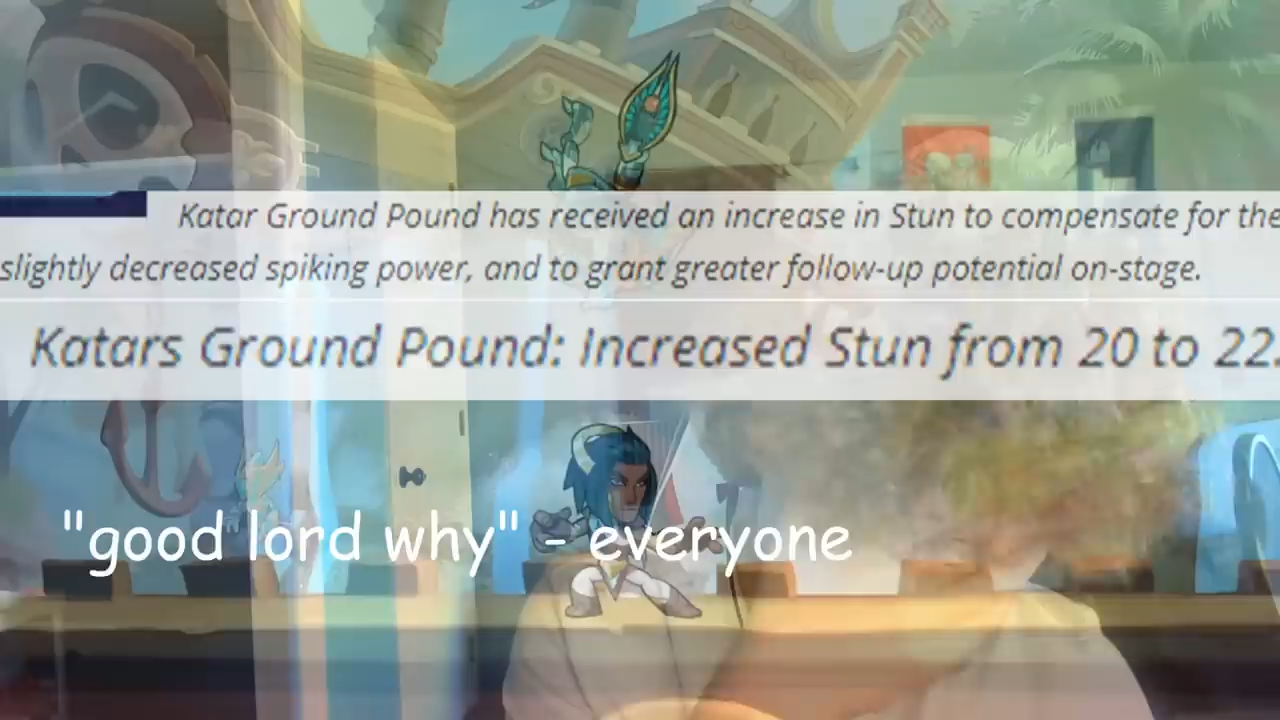 Katar Ground Pound has received an increase in Stun to compensate for the
slightly decreased spiking power, and to grant greater follow-up potential on-stage.
Katars Ground Pound: Increased Stun from 20 to 22.
"good lord why" - everyone